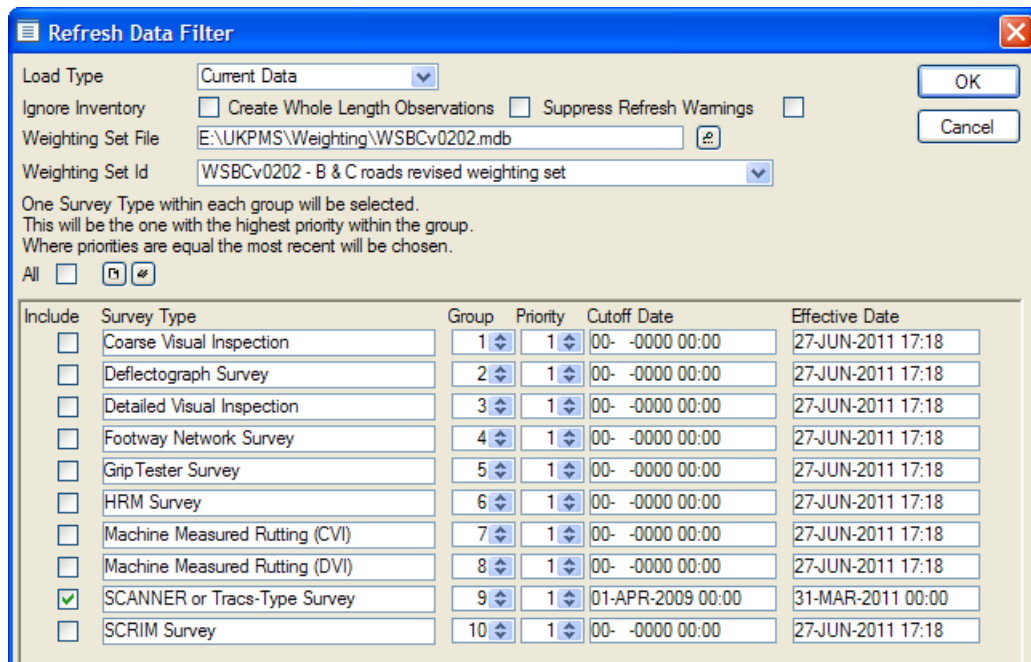 Refresh Data Filter
Load Type Current Data OK
Ignore Inventory Create Whole Length Observations Suppress Refresh Warnings
Cancel
Weighting Set File E:\UKPMS\Weighting\WSBCv0202.mdb
Weighting Set Id WSBCv0202 - B & C roads revised weighting set
One Survey Type within each group will be selected.
This will be the one with the highest priority within the group.
Where priorities are equal the most recent will be chosen.
All
Include Survey Type Group Priority Cutoff Date Effective Date
Coarse Visual Inspection 1 1 00- -0000 00:00 27-JUN-2011 17:18
Deflectograph Survey 2 1 00- -0000 00:00 27-JUN-2011 17:18
Detailed Visual Inspection 3 1 00- -0000 00:00 27-JUN-2011 17:18
Footway Network Survey 4 1 00- -0000 00:00 27-JUN-2011 17:18
GripTester Survey 5 1 00- -0000 00:00 27-JUN-2011 17:18
HRM Survey 6 1 00- -0000 00:00 27-JUN-2011 17:18
Machine Measured Rutting (CVI) 7 1 00- -0000 00:00 27-JUN-2011 17:18
Machine Measured Rutting (DVI) 8 1 00- -0000 00:00 27-JUN-2011 17:18
SCANNER or Tracs-Type Survey 9 1 01-APR-2009 00:00 31-MAR-2011 00:00
SCRIM Survey 10 1 00- -0000 00:00 27-JUN-2011 17:18